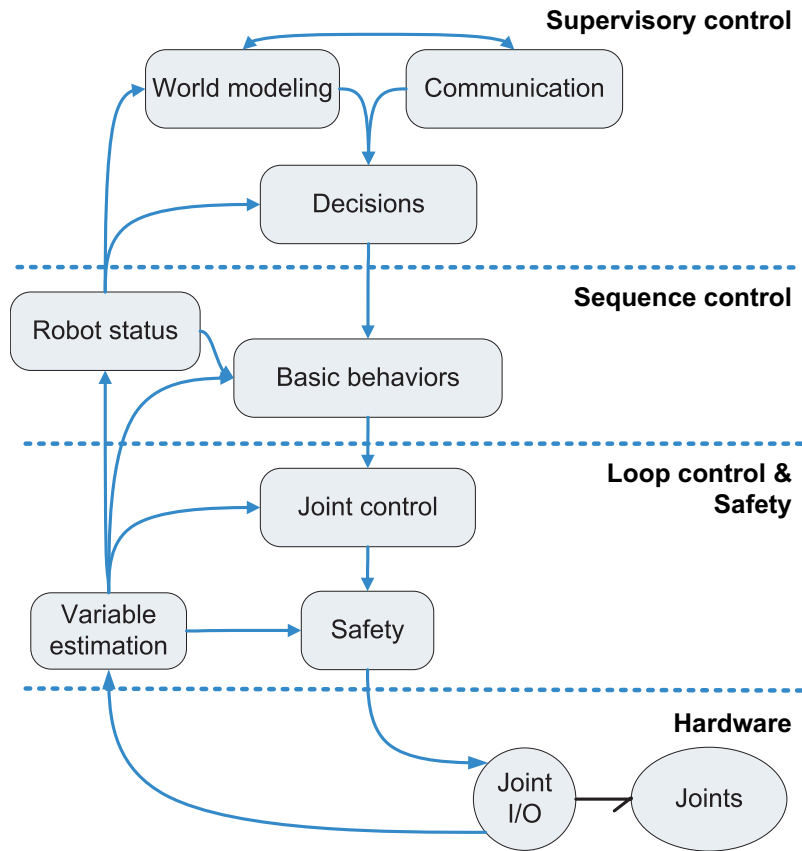 Supervisory control
World modeling
Communication
Decisions
Sequence control
Robot status
Basic behaviors
Loop control &
Safety
Joint control
Variable
estimation
Safety
Hardware
Joint
I/O
Joints